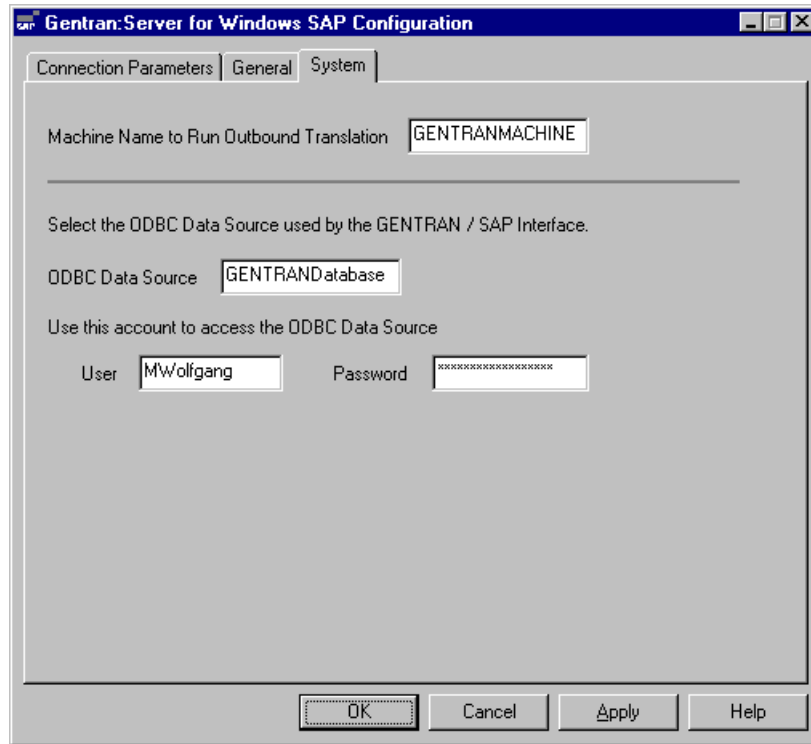 Gentran:Server for Windows SAP Configuration
Connection Parameters General System
Machine Name to Run Outbound Translation GENTRANMACHINE
Select the ODBC Data Source used by the GENTRAN / SAP Interface.
ODBC Data Source GENTRANDatabase
Use this account to access the ODBC Data Source
User MWolfgang Password ******************
OK Cancel Apply Help